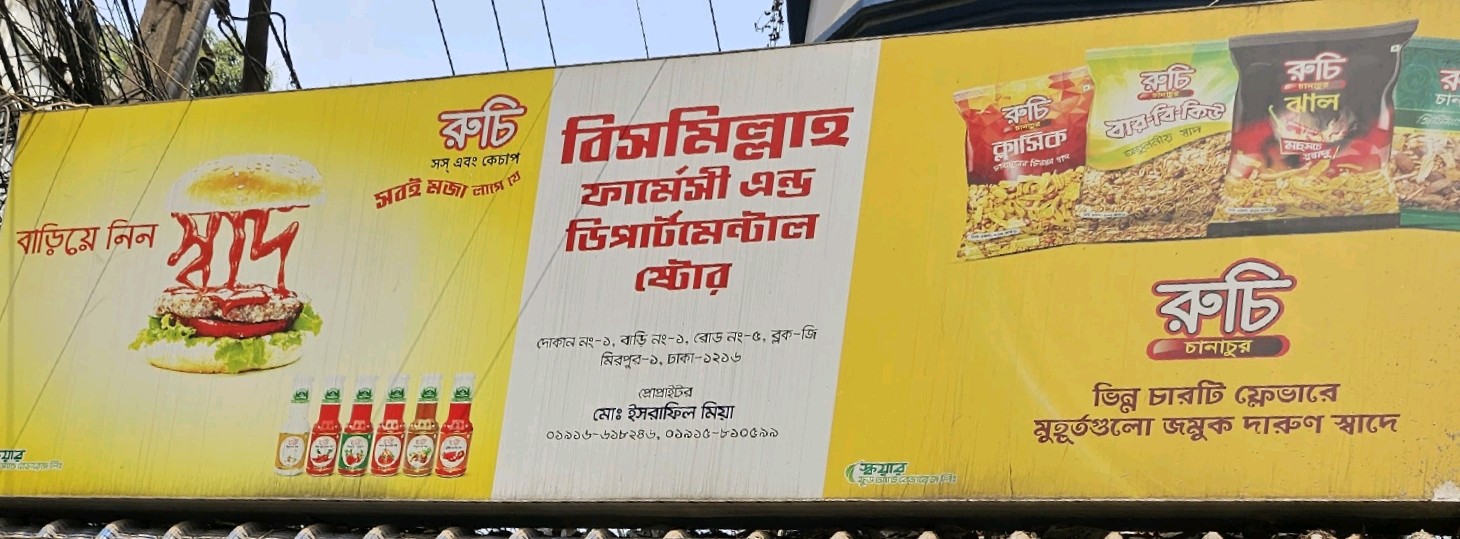 রুচি
সস্ এবং কেচাপ
সবই মজা লাগে যে
বাড়িয়ে নিন
স্বাদ
বিসমিল্লাহ
ফার্মেসী এন্ড
ডিপার্টমেন্টাল
ষ্টোর
দোকান নং-১, বাড়ি নং-১, রোড নং-৫, ব্লক-জি
মিরপুর-১, ঢাকা-১২১৬
প্রোপ্রাইটর
মোঃ ইসরাফিল মিয়া
০১৯১৬-৬১৮২৪৬, ০১৯১৫-৮১০৫৯৯
রুচি
চানাচুর
ক্লাসিক
রুচি
চানাচুর
বার-বি-কিউ
রুচি
চানাচুর
ঝাল
রুচি
চানাচুর
ভিন্ন চারটি ফ্লেভারে
মুহূর্তগুলো জমুক দারুণ স্বাদে
স্কয়ার